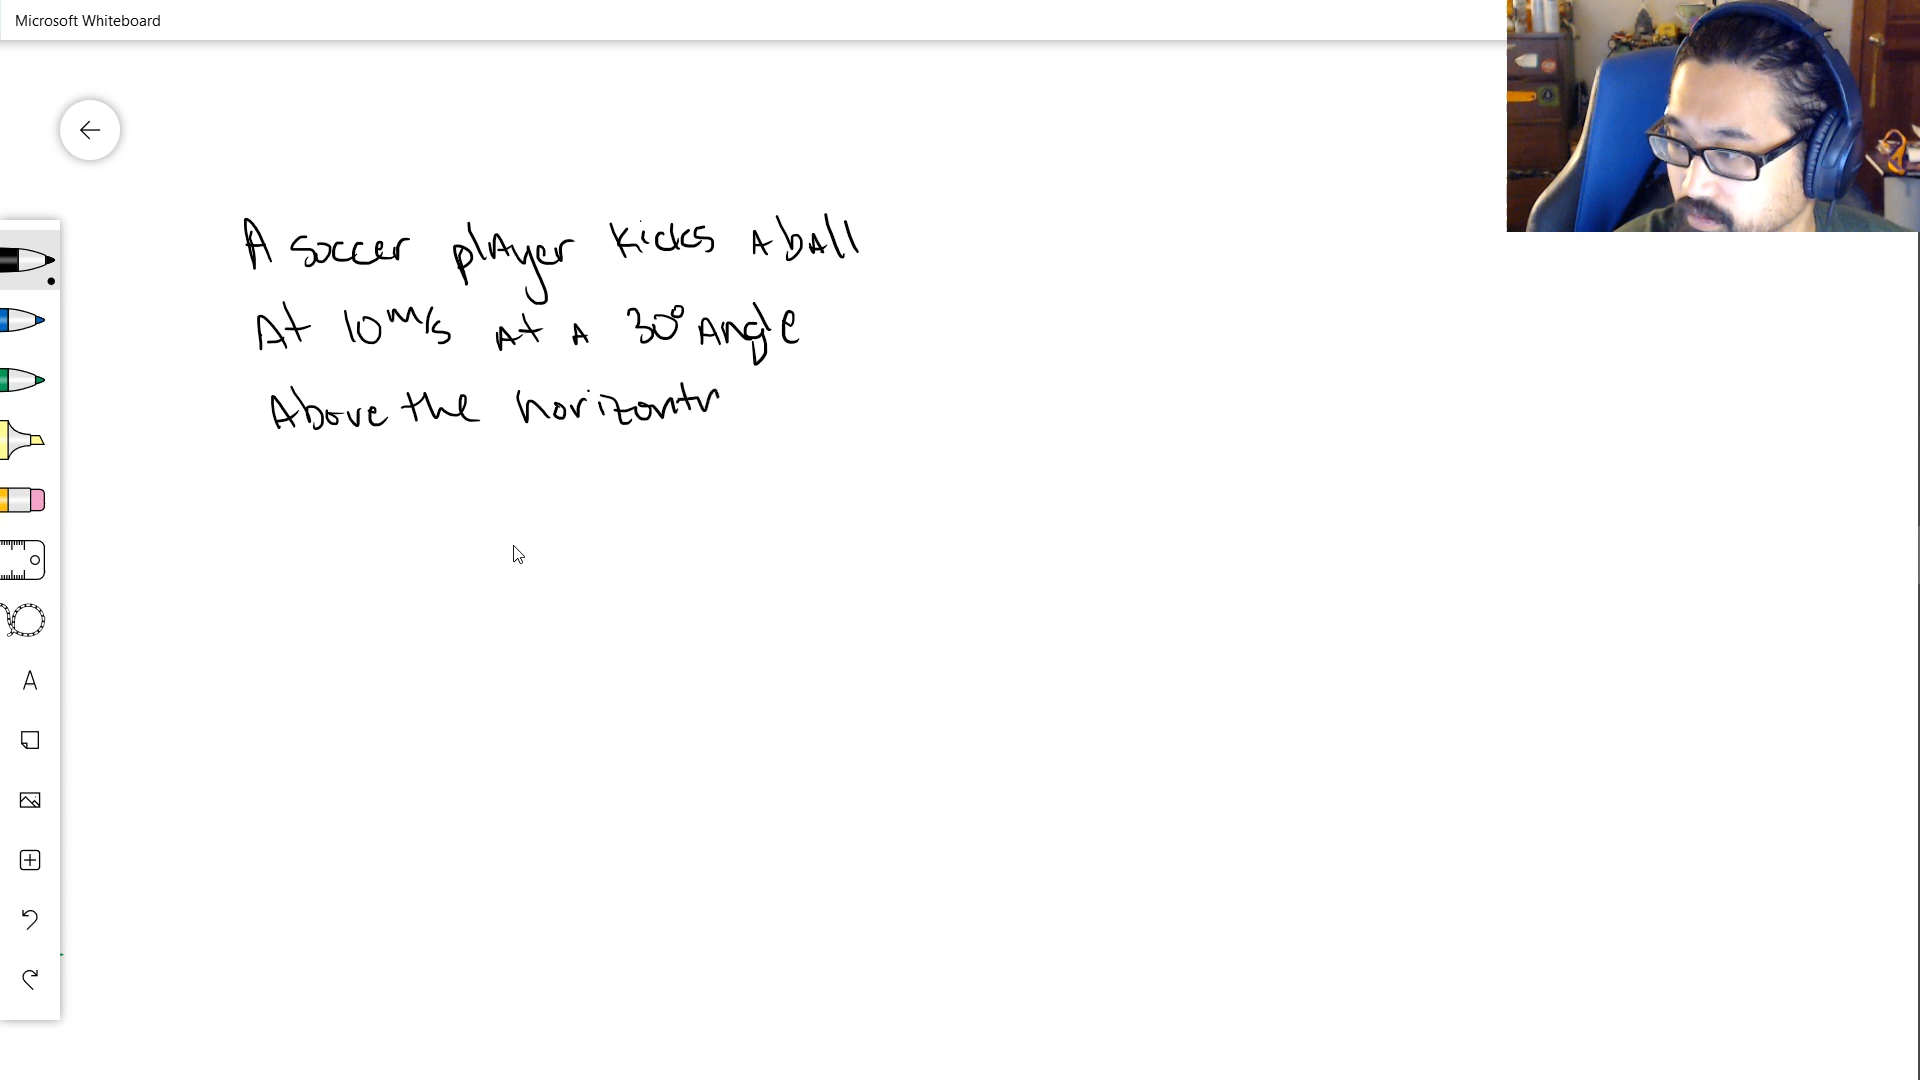 Microsoft Whiteboard
A soccer player kicks A ball
At 10 m/s At A 30° Angle
Above the horizontr
A